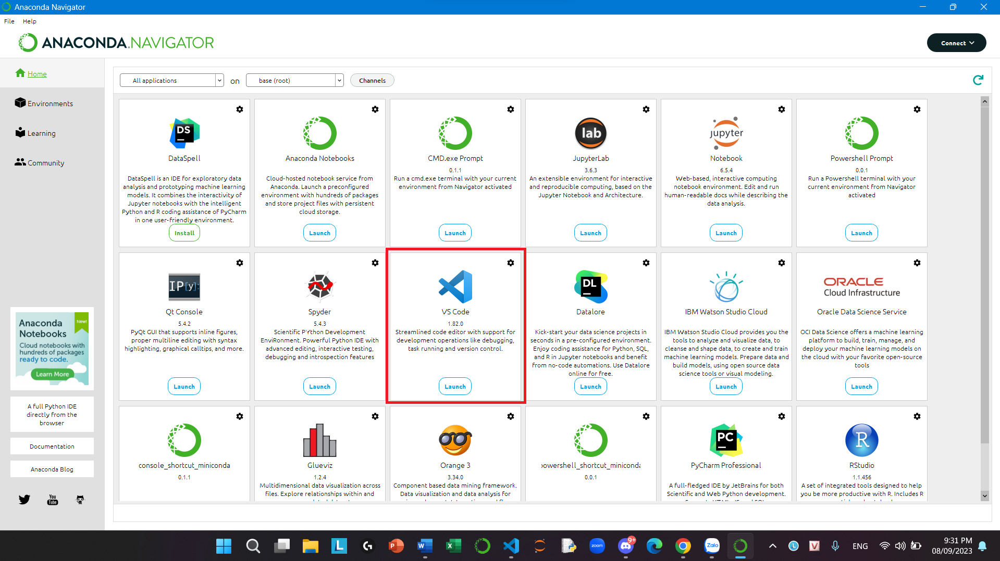 Anaconda Navigator
File Help
ANACONDA.NAVIGATOR
Connect
Home
All applications on base (root) Channels
Environments
Learning
Community
DS
DataSpell
DataSpell is an IDE for exploratory data
analysis and prototyping machine learning
models. It combines the interactivity of
Jupyter notebooks with the intelligent
Python and R coding assistance of PyCharm
in one user-friendly environment.
Install
Anaconda Notebooks
Cloud-hosted notebook service from
Anaconda. Launch a preconfigured
environment with hundreds of packages
and store project files with persistent
cloud storage.
Launch
CMD.exe Prompt
0.1.1
Run a cmd.exe terminal with your current
environment from Navigator activated
Launch
lab
JupyterLab
3.6.3
An extensible environment for interactive
and reproducible computing, based on the
Jupyter Notebook and Architecture.
Launch
jupyter
Notebook
6.5.4
Web-based, interactive computing
notebook environment. Edit and run
human-readable docs while describing the
data analysis.
Launch
Powershell Prompt
0.0.1
Run a Powershell terminal with your
current environment from Navigator
activated
Launch
IP[y]:
Qt Console
5.4.2
PyQt GUI that supports inline figures,
proper multiline editing with syntax
highlighting, graphical calltips, and more.
Launch
Spyder
5.4.3
Scientific PYthon Development
EnviRonment. Powerful Python IDE with
advanced editing, interactive testing,
debugging and introspection features
Launch
VS Code
1.82.0
Streamlined code editor with support for
development operations like debugging,
task running and version control.
Launch
DL
Datalore
Kick-start your data science projects in
seconds in a pre-configured environment.
Enjoy coding assistance for Python, SQL,
and R in Jupyter notebooks and benefit
from no-code automations. Use Datalore
online for free.
Launch
IBM Watson Studio Cloud
IBM Watson Studio Cloud provides you the
tools to analyze and visualize data, to
cleanse and shape data, to create and train
machine learning models. Prepare data and
build models, using open source data
science tools or visual modeling.
Launch
ORACLE
Cloud Infrastructure
Oracle Data Science Service
OCI Data Science offers a machine learning
platform to build, train, manage, and
deploy your machine learning models on
the cloud with your favorite open-source
tools
Launch
console_shortcut_miniconda
0.1.1
Glueviz
1.2.4
Multidimensional data visualization across
files. Explore relationships within and
Orange 3
3.34.0
Component based data mining framework.
Data visualization and data analysis for
powershell_shortcut_miniconda
0.0.1
PC
PyCharm Professional
A full-fledged IDE by JetBrains for both
Scientific and Web Python development.
R
RStudio
1.1.456
A set of integrated tools designed to help
you be more productive with R. Includes R
Anaconda
Notebooks
New!
Cloud notebooks with
hundreds of packages
ready to code.
Learn More
A full Python IDE
directly from the
browser
Documentation
Anaconda Blog
You
Tube
L
G
P
W
X
zoom
9+
Zalo
L
V
ENG
9:31 PM
08/09/2023